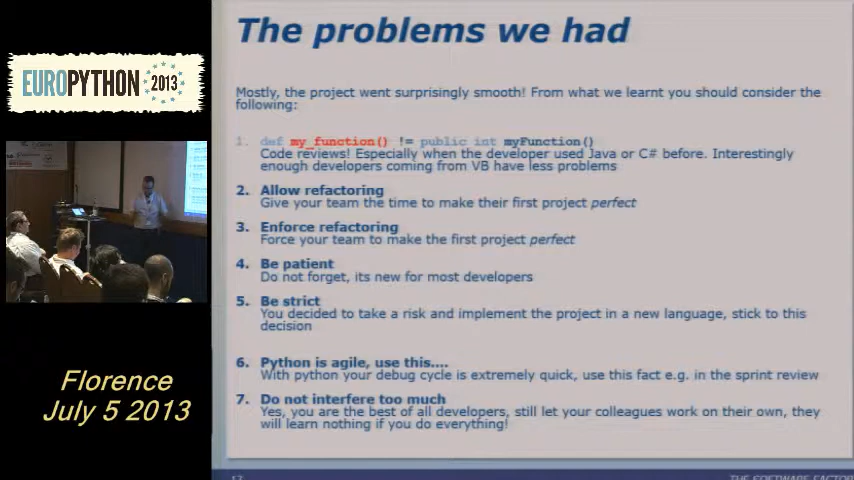 The problems we had
EUROPYTHON 2013
Mostly, the project went surprisingly smooth! From what we learnt you should consider the
following:
1. def my_function() != public int myFunction()
Code reviews! Especially when the developer used Java or C# before. Interestingly
enough developers coming from VB have less problems
2. Allow refactoring
Give your team the time to make their first project perfect
3. Enforce refactoring
Force your team to make the first project perfect
4. Be patient
Do not forget, its new for most developers
5. Be strict
You decided to take a risk and implement the project in a new language, stick to this
decision
6. Python is agile, use this....
With python your debug cycle is extremely quick, use this fact e.g. in the sprint review
7. Do not interfere too much
Yes, you are the best of all developers, still let your colleagues work on their own, they
will learn nothing if you do everything!
Florence
July 5 2013
THE SOFTWARE